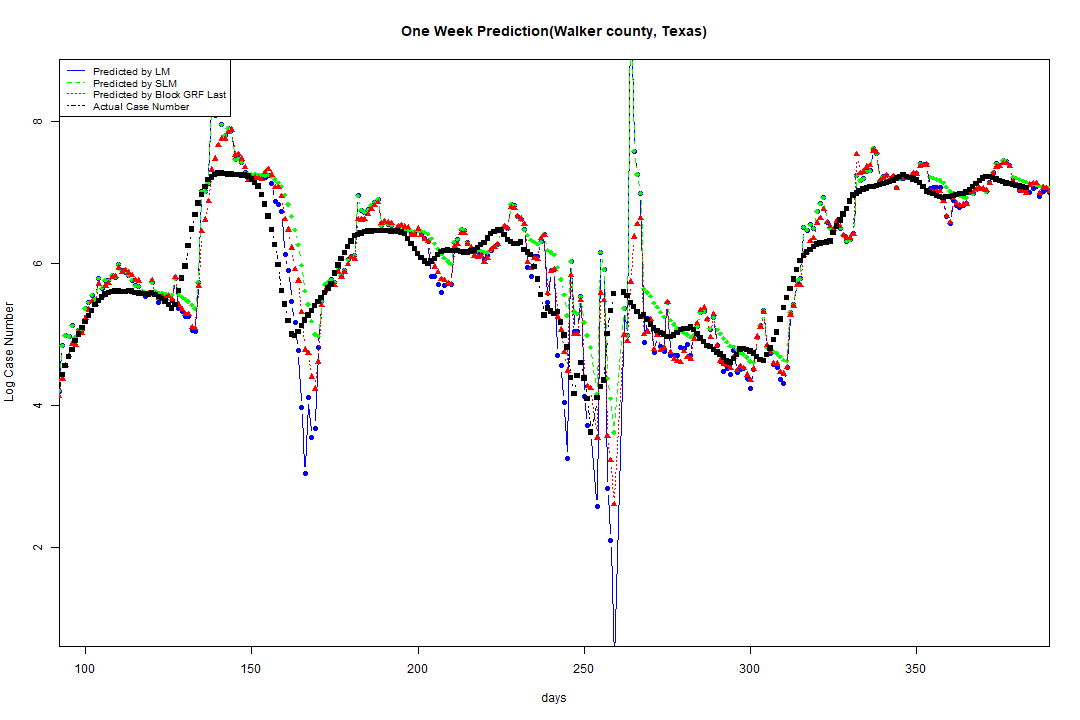 One Week Prediction(Walker county, Texas)
Predicted by LM
Predicted by SLM
Predicted by Block GRF Last
Actual Case Number
8
6
4
2
Log Case Number
100 150 200 250 300 350
days